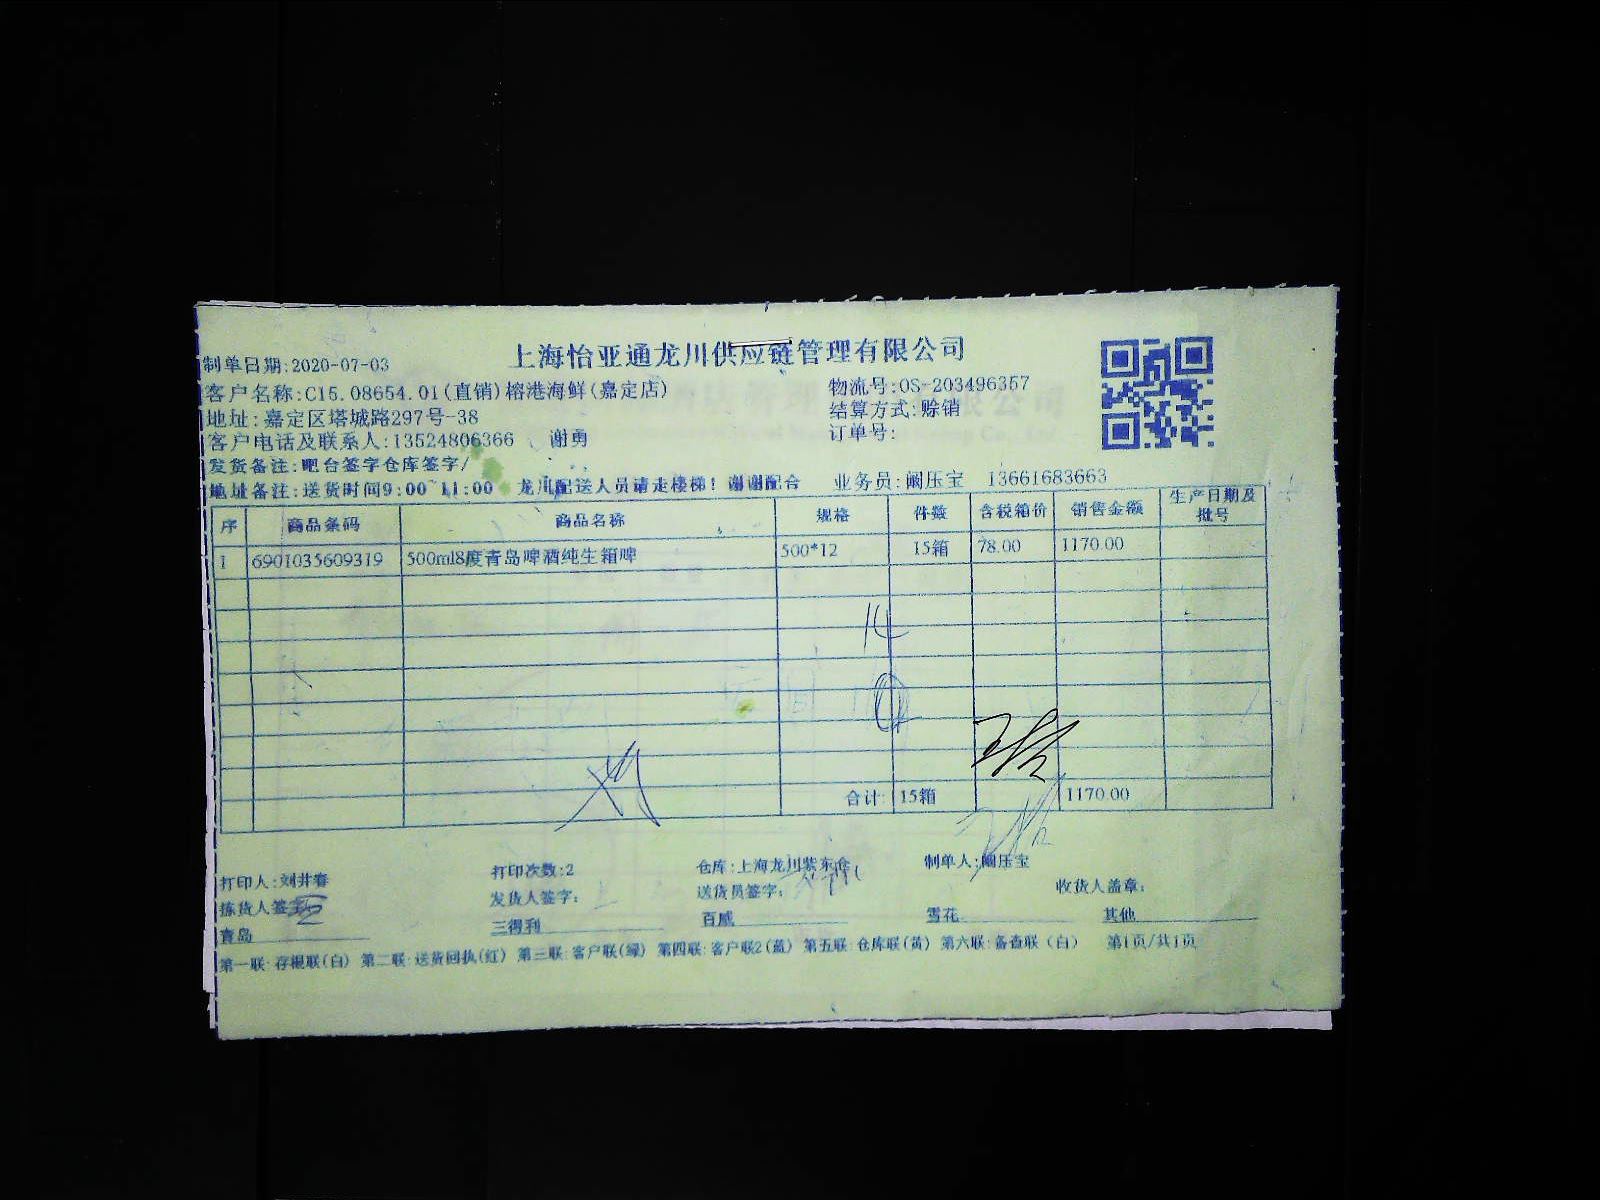 上海怡亚通龙川供应链管理有限公司
制单日期:2020-07-03
客户名称:C15.08654.01(直销)榕港海鲜(嘉定店) 物流号:OS-203496357
地址:嘉定区塔城路297号-38 结算方式:赊销
客户电话及联系人:13524806366 谢勇 订单号:
发货备注:吧台签字仓库签字/
地址备注:送货时间9:00~11:00 龙川配送人员请走楼梯！谢谢配合 业务员:阚压宝 13661683663
序 商品条码 商品名称 规格 件数 含税箱价 销售金额 生产日期及批号
1 6901035609319 500ml8度青岛啤酒纯生箱啤 500*12 15箱 78.00 1170.00
14
合计: 15箱 1170.00
打印人:刘井春 打印次数:2 仓库:上海龙川紫东仓 制单人:阚压宝
拣货人签字: 发货人签字: 送货员签字: 收货人盖章:
青岛 三得利 百威 雪花 其他
第一联:存根联(白) 第二联:送货回执(红) 第三联:客户联(绿) 第四联:客户联2(蓝) 第五联:仓库联(黄) 第六联:备查联(白) 第1页/共1页